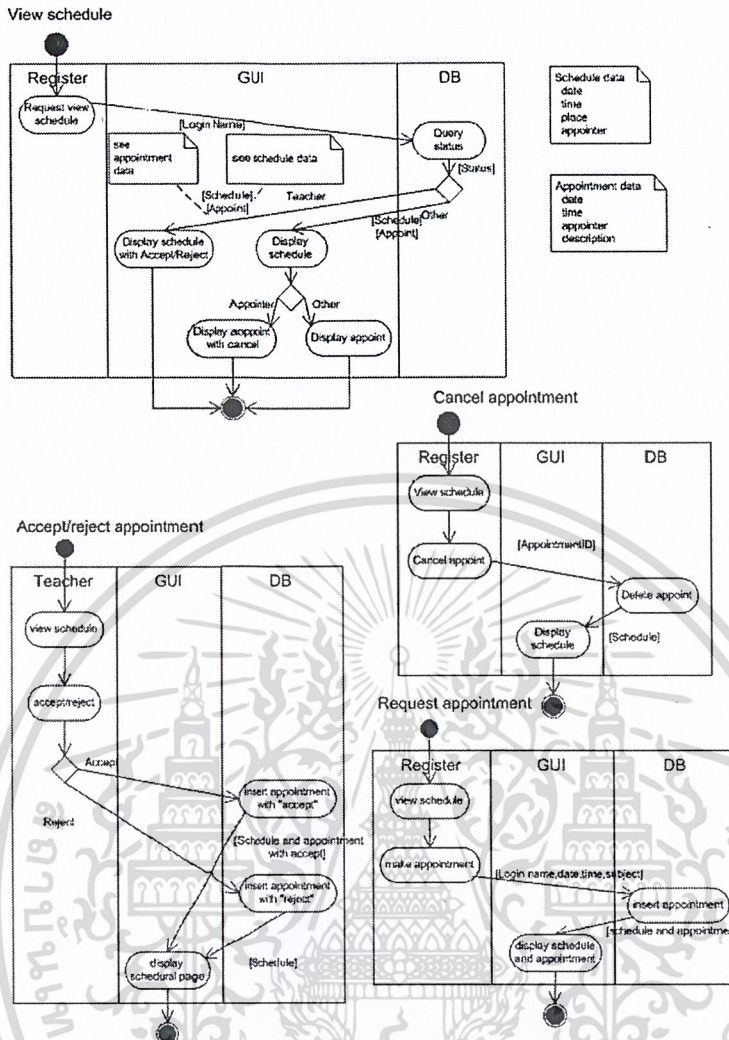 View schedule
Register
GUI
DB
Request view
schedule
[Login Name]
Query
status
[Status]
see
appointment
data
see schedule data
[Schedule]
[Appoint]
Teacher
Other
[Schedule]
[Appoint]
Display schedule
with Accept/Reject
Display
schedule
Appointer
Other
Display aoppoint
with cancel
Display appoint
Schedule data
date
time
place
appointer
Appointment data
date
time
appointer
description
Cancel appointment
Register
GUI
DB
View schedule
Cancel appoint
[AppointmentID]
Delete appoint
Display
schedule
[Schedule]
Accept/reject appointment
Teacher
GUI
DB
view schedule
accept/reject
Accept
Reject
insert appointment
with "accept"
[Schedule and appointment
with accept]
insert appointment
with "reject"
display
schedural page
[Schedule]
Request appointment
Register
GUI
DB
view schedule
make appointment
[Login name,date,time,subject]
insert appointment
[schedule and appointme
display schedule
and appointment